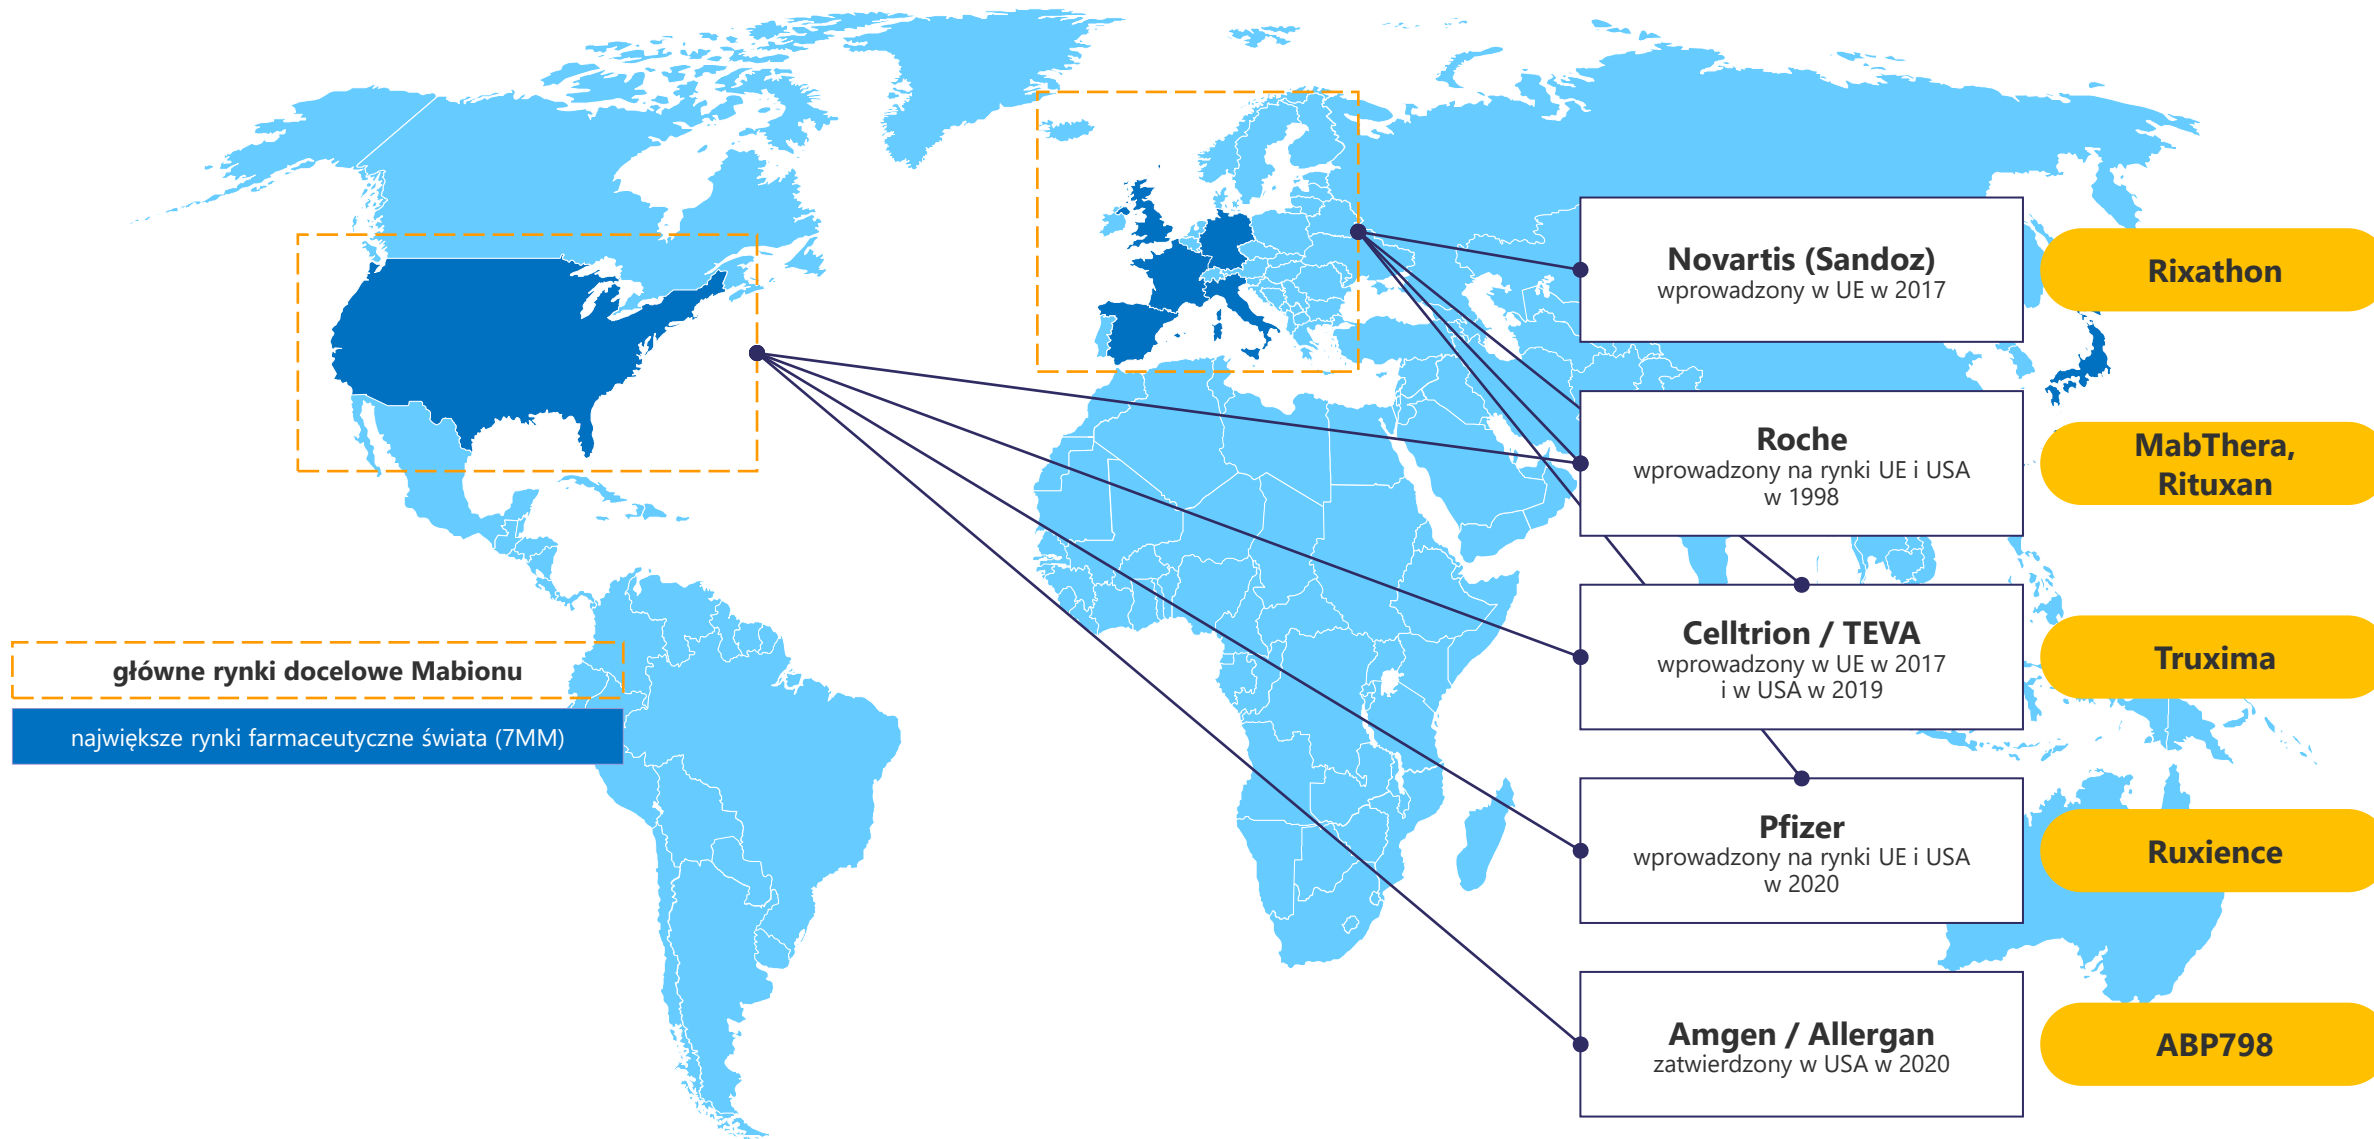 Novartis (Sandoz)
wprowadzony w UE w 2017
Rixathon
Roche
wprowadzony na rynki UE i USA
w 1998
MabThera,
Rituxan
Celltrion / TEVA
wprowadzony w UE w 2017
i w USA w 2019
Truxima
główne rynki docelowe Mabionu
największe rynki farmaceutyczne świata (7MM)
Pfizer
wprowadzony na rynki UE i USA
w 2020
Ruxience
Amgen / Allergan
zatwierdzony w USA w 2020
ABP798